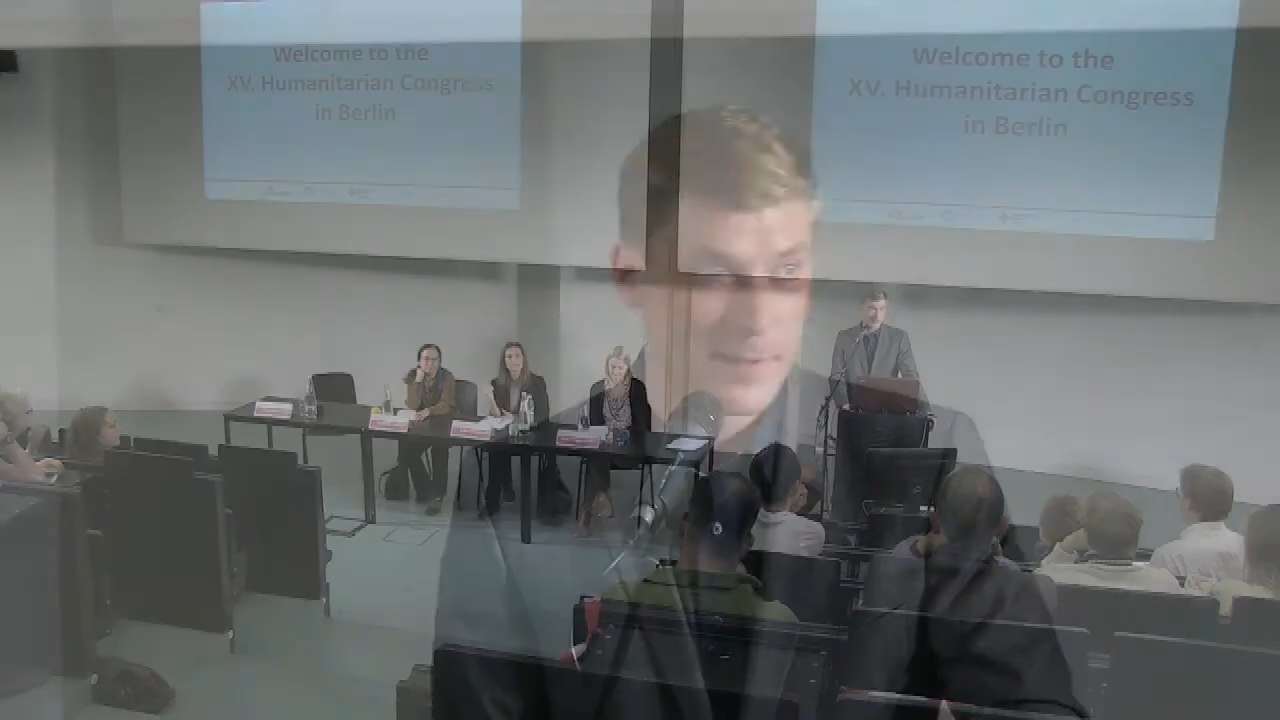 Welcome to the
XV. Humanitarian Congress
in Berlin
Welcome to the
XV. Humanitarian Congress
in Berlin